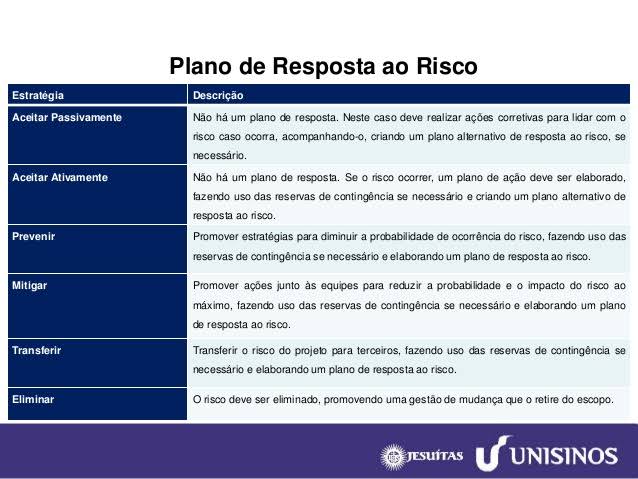 Plano de Resposta ao Risco
Estratégia Descrição
Aceitar Passivamente Não há um plano de resposta. Neste caso deve realizar ações corretivas para lidar com o
risco caso ocorra, acompanhando-o, criando um plano alternativo de resposta ao risco, se
necessário.
Aceitar Ativamente Não há um plano de resposta. Se o risco ocorrer, um plano de ação deve ser elaborado,
fazendo uso das reservas de contingência se necessário e criando um plano alternativo de
resposta ao risco.
Prevenir Promover estratégias para diminuir a probabilidade de ocorrência do risco, fazendo uso das
reservas de contingência se necessário e elaborando um plano de resposta ao risco.
Mitigar Promover ações junto às equipes para reduzir a probabilidade e o impacto do risco ao
máximo, fazendo uso das reservas de contingência se necessário e elaborando um plano
de resposta ao risco.
Transferir Transferir o risco do projeto para terceiros, fazendo uso das reservas de contingência se
necessário e elaborando um plano de resposta ao risco.
Eliminar O risco deve ser eliminado, promovendo uma gestão de mudança que o retire do escopo.
JESUÍTAS UNISINOS